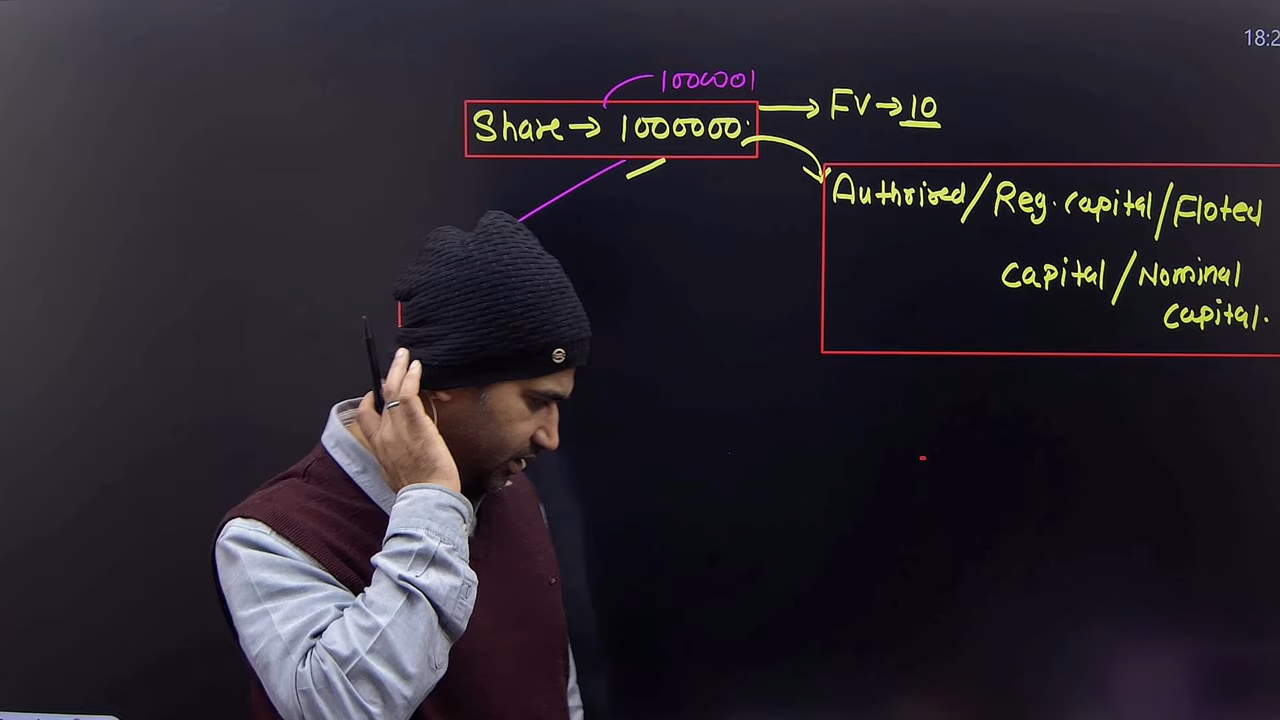 18:2
1000001
Share → 1000000.
FV → 10
Authrized / Reg. capital / Floted
capital / Nominal
capital.